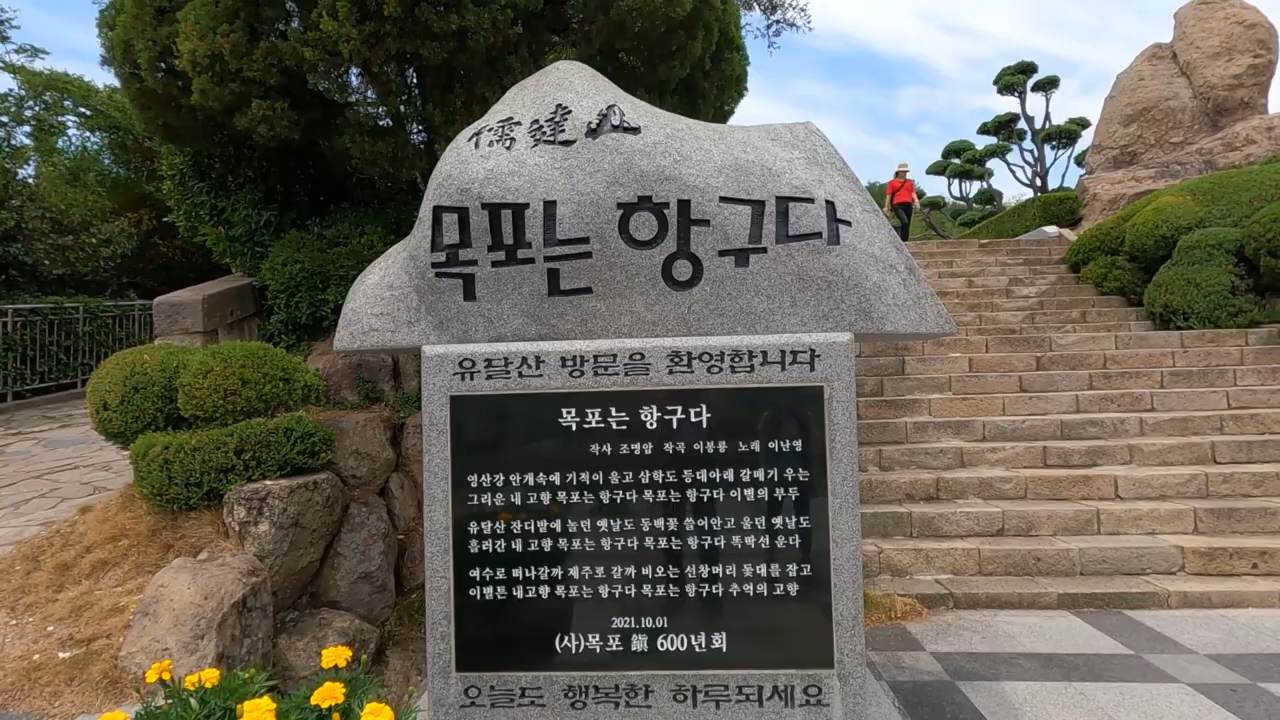 儒達山
목포는 항구다
유달산 방문을 환영합니다
목포는 항구다
작사 조명암 작곡 이봉룡 노래 이난영
영산강 안개속에 기적이 울고 삼학도 등대아래 갈매기 우는
그리운 내 고향 목포는 항구다 목포는 항구다 이별의 부두
유달산 잔디밭에 놀던 옛날도 동백꽃 쓸어안고 울던 옛날도
흘러간 내 고향 목포는 항구다 목포는 항구다 똑딱선 운다
여수로 떠나갈까 제주로 갈까 비오는 선창머리 돛대를 잡고
이별튼 내고향 목포는 항구다 목포는 항구다 추억의 고향
2021.10.01
(사)목포 鎭 600년회
오늘도 행복한 하루되세요